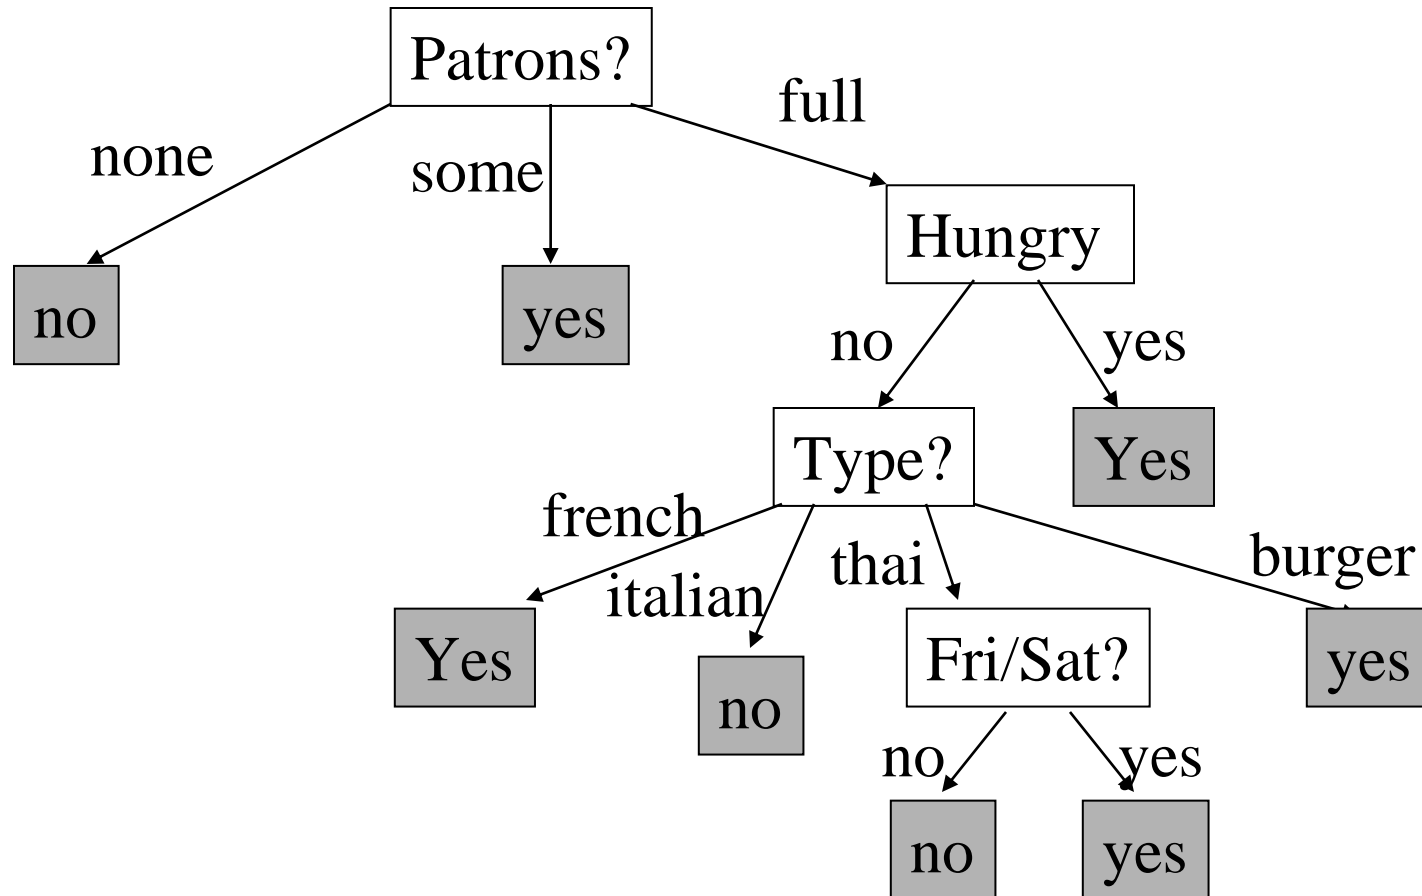 Patrons?
full
none
some
Hungry
no
yes
no
yes
Type?
Yes
french
burger
thai
italian
Yes
Fri/Sat?
yes
no
no
yes
no
yes